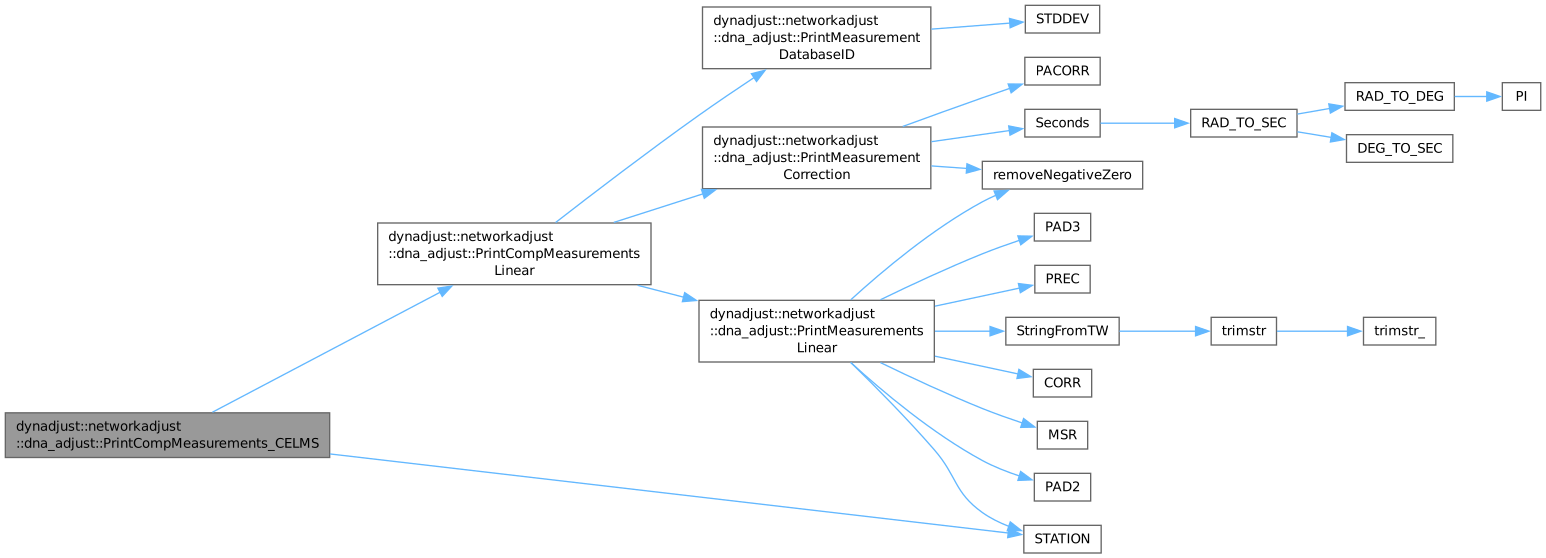 dynadjust::networkadjust
::dna_adjust::PrintCompMeasurements_CELMS
dynadjust::networkadjust
::dna_adjust::PrintCompMeasurements
Linear
dynadjust::networkadjust
::dna_adjust::PrintMeasurement
DatabaseID
STDDEV
dynadjust::networkadjust
::dna_adjust::PrintMeasurement
Correction
PACORR
Seconds
RAD_TO_SEC
RAD_TO_DEG
PI
DEG_TO_SEC
removeNegativeZero
dynadjust::networkadjust
::dna_adjust::PrintMeasurements
Linear
PAD3
PREC
StringFromTW
trimstr
trimstr_
CORR
MSR
PAD2
STATION